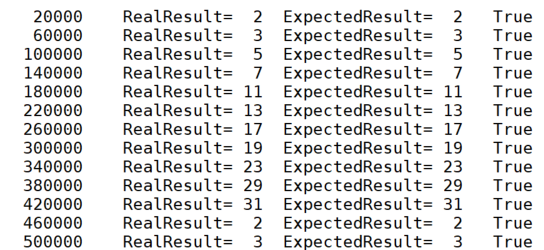 20000 RealResult= 2 ExpectedResult= 2 True
60000 RealResult= 3 ExpectedResult= 3 True
100000 RealResult= 5 ExpectedResult= 5 True
140000 RealResult= 7 ExpectedResult= 7 True
180000 RealResult= 11 ExpectedResult= 11 True
220000 RealResult= 13 ExpectedResult= 13 True
260000 RealResult= 17 ExpectedResult= 17 True
300000 RealResult= 19 ExpectedResult= 19 True
340000 RealResult= 23 ExpectedResult= 23 True
380000 RealResult= 29 ExpectedResult= 29 True
420000 RealResult= 31 ExpectedResult= 31 True
460000 RealResult= 2 ExpectedResult= 2 True
500000 RealResult= 3 ExpectedResult= 3 True